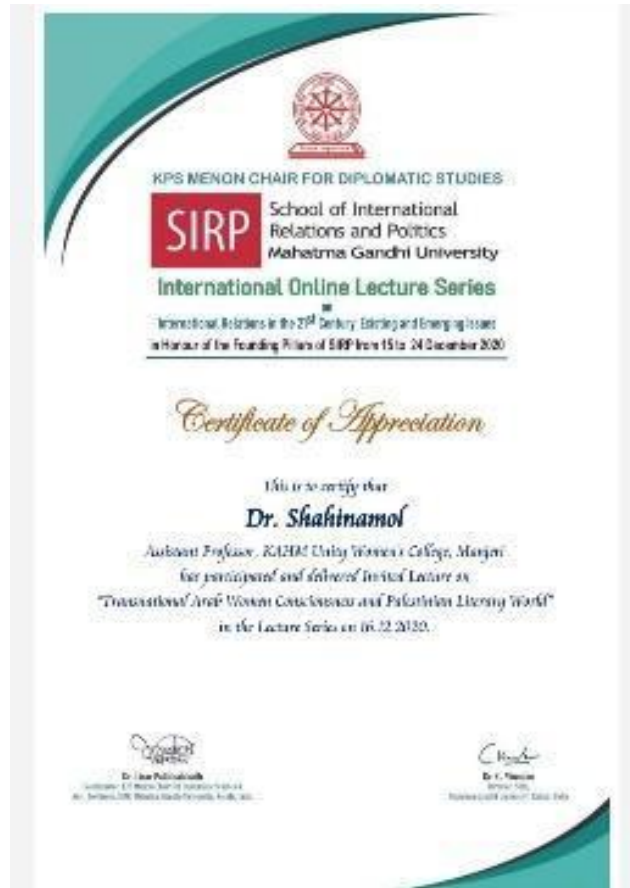 KPS MENON CHAIR FOR DIPLOMATIC STUDIES
SIRP
School of International
Relations and Politics
Mahatma Gandhi University
International Online Lecture Series
on
International Relations in the 21st Century: Existing and Emerging Issues
in Honour of the Founding Pillars of SIRP from 15 to 24 December 2020
Certificate of Appreciation
This is to certify that
Dr. Shahinamol
Assistant Professor, KAHM Unity Women's College, Manjeri
has participated and delivered Invited Lecture on
"Transnational Arab Women Consciousness and Palestinian Literary World"
in the Lecture Series on 16.12.2020.